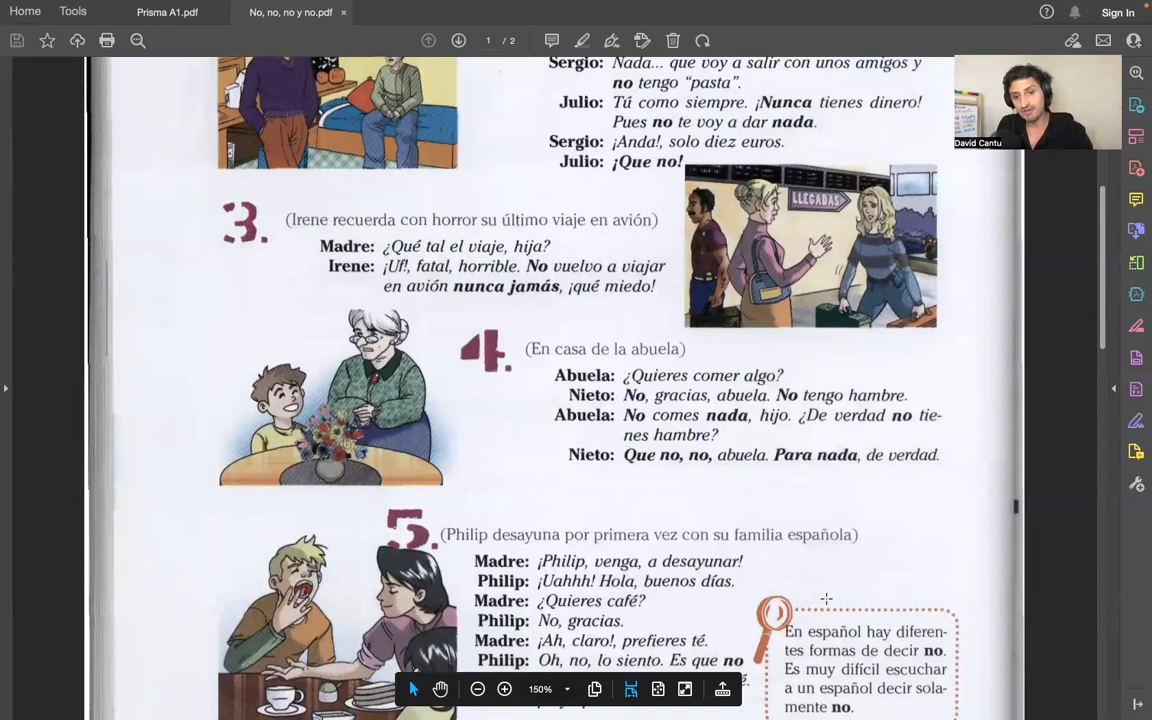 Home Tools Prisma A1.pdf No, no, no y no.pdf × Sign In
1 / 2
Sergio: Nada... que voy a salir con unos amigos y
no tengo “pasta”.
Julio: Tú como siempre. ¡Nunca tienes dinero!
Pues no te voy a dar nada.
Sergio: ¡Anda!, solo diez euros.
Julio: ¡Que no!
David Cantu
LLEGADAS
3. (Irene recuerda con horror su último viaje en avión)
Madre: ¿Qué tal el viaje, hija?
Irene: ¡Uf!, fatal, horrible. No vuelvo a viajar
en avión nunca jamás, ¡qué miedo!
4. (En casa de la abuela)
Abuela: ¿Quieres comer algo?
Nieto: No, gracias, abuela. No tengo hambre.
Abuela: No comes nada, hijo. ¿De verdad no tie-
nes hambre?
Nieto: Que no, no, abuela. Para nada, de verdad.
5. (Philip desayuna por primera vez con su familia española)
Madre: ¡Philip, venga, a desayunar!
Philip: ¡Uahhh! Hola, buenos días.
Madre: ¿Quieres café?
Philip: No, gracias.
Madre: ¡Ah, claro!, prefieres té.
Philip: Oh, no, lo siento. Es que no
En español hay diferen-
tes formas de decir no.
Es muy difícil escuchar
a un español decir sola-
mente no.
150%